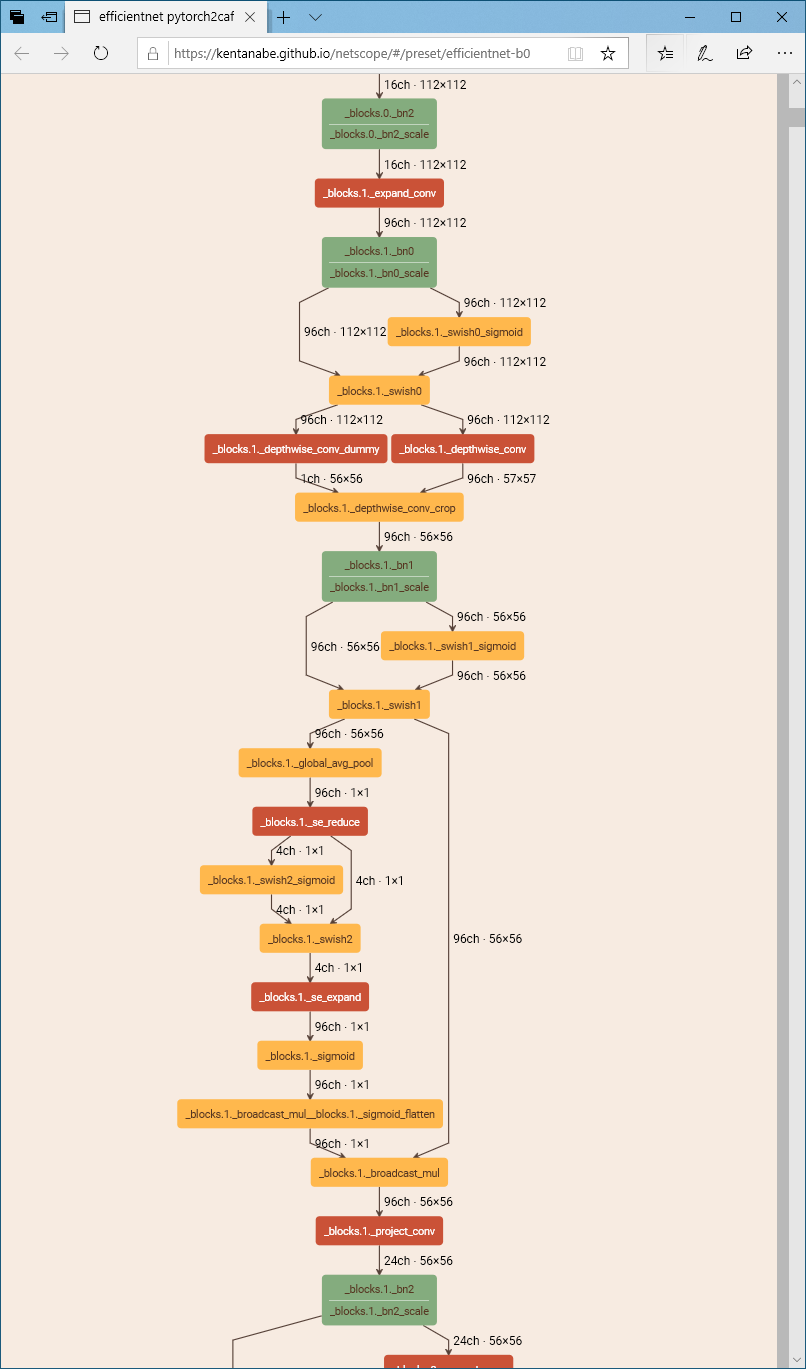 efficientnet pytorch2caf
https://kentanabe.github.io/netscope/#/preset/efficientnet-b0
16ch · 112×112
_blocks.0._bn2
_blocks.0._bn2_scale
16ch · 112×112
_blocks.1._expand_conv
96ch · 112×112
_blocks.1._bn0
_blocks.1._bn0_scale
96ch · 112×112
96ch · 112×112
_blocks.1._swish0_sigmoid
96ch · 112×112
_blocks.1._swish0
96ch · 112×112
96ch · 112×112
_blocks.1._depthwise_conv_dummy
_blocks.1._depthwise_conv
1ch · 56×56
96ch · 57×57
_blocks.1._depthwise_conv_crop
96ch · 56×56
_blocks.1._bn1
_blocks.1._bn1_scale
96ch · 56×56
96ch · 56×56
_blocks.1._swish1_sigmoid
96ch · 56×56
_blocks.1._swish1
96ch · 56×56
_blocks.1._global_avg_pool
96ch · 1×1
_blocks.1._se_reduce
4ch · 1×1
_blocks.1._swish2_sigmoid
4ch · 1×1
4ch · 1×1
_blocks.1._swish2
96ch · 56×56
4ch · 1×1
_blocks.1._se_expand
96ch · 1×1
_blocks.1._sigmoid
96ch · 1×1
_blocks.1._broadcast_mul__blocks.1._sigmoid_flatten
96ch · 1×1
_blocks.1._broadcast_mul
96ch · 56×56
_blocks.1._project_conv
24ch · 56×56
_blocks.1._bn2
_blocks.1._bn2_scale
24ch · 56×56